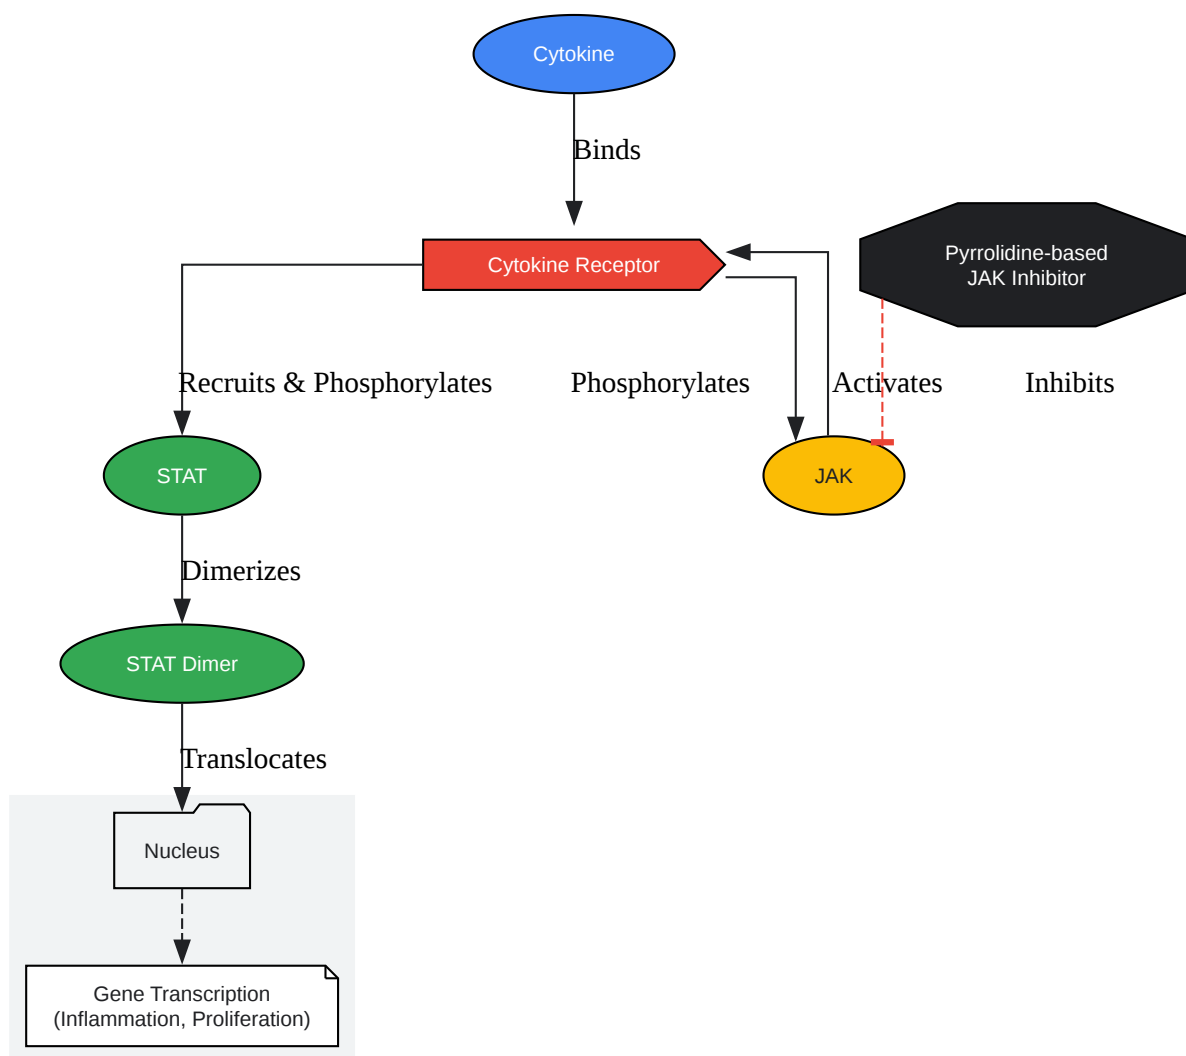 Cytokine
Binds
Cytokine Receptor
Pyrrolidine-based
JAK Inhibitor
Recruits & Phosphorylates
Phosphorylates
Activates
Inhibits
STAT
JAK
Dimerizes
STAT Dimer
Translocates
Nucleus
Gene Transcription
(Inflammation, Proliferation)